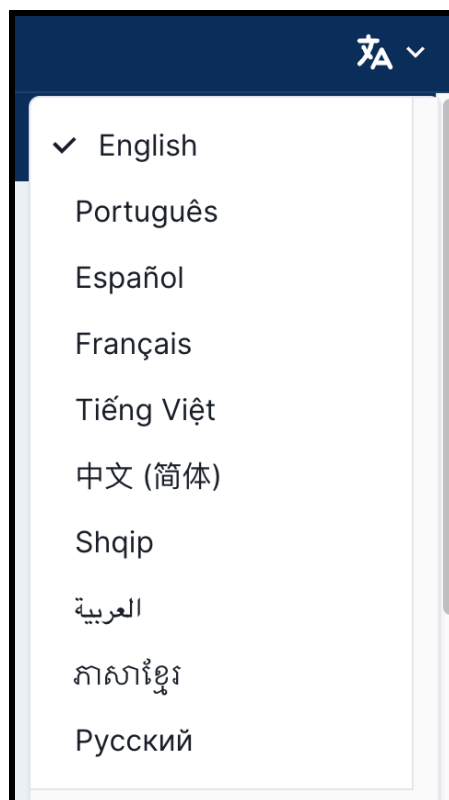 English
Português
Español
Français
Tiếng Việt
中文 (简体)
Shqip
العربية
ភាសាខ្មែរ
Русский